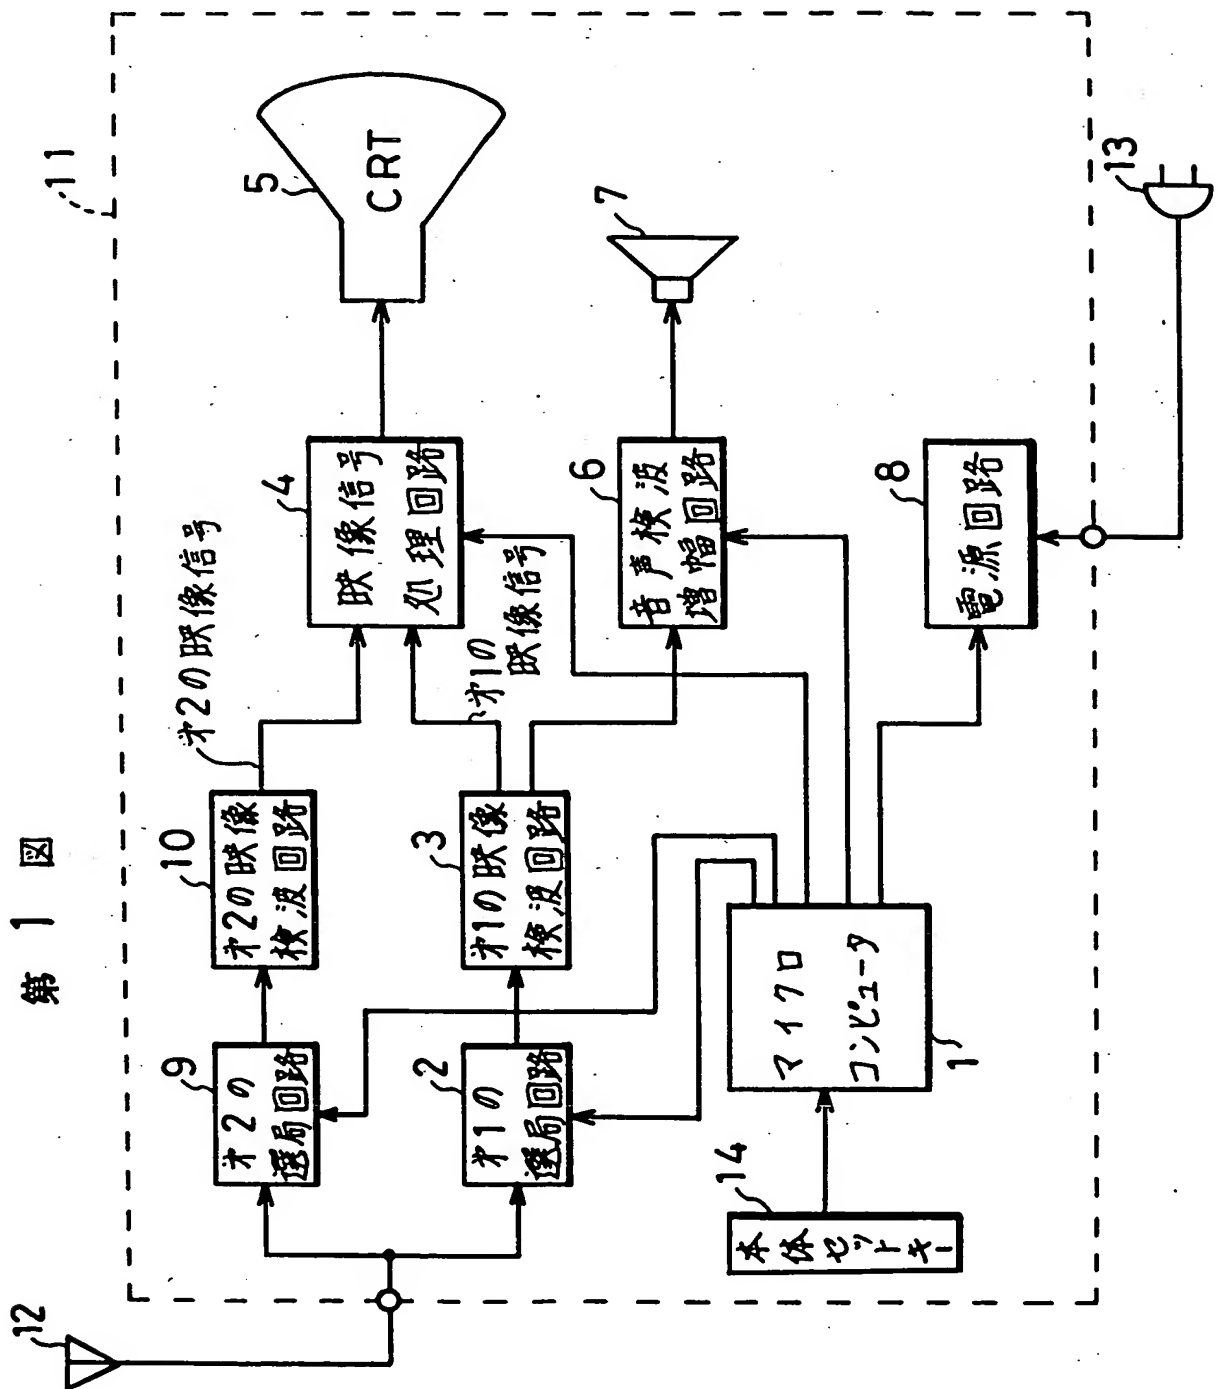 第 1 図
11
12
9
第2の
選局回路
10
第2の映像
検波回路
第2の映像信号
4
映像信号
処理回路
5
CRT
2
第1の
選局回路
3
第1の映像
検波回路
第1の
映像信号
6
音声検波
増幅回路
7
14
本体セットキー
マイクロ
コンピュータ
1
8
電源回路
13